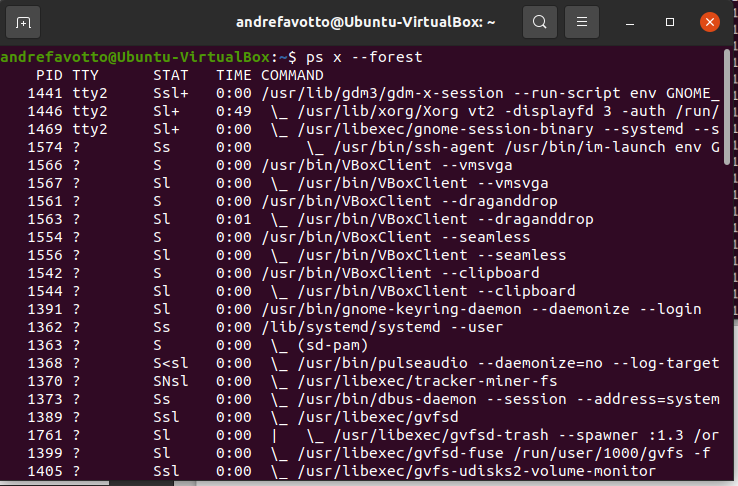 andrefavotto@Ubuntu-VirtualBox: ~
andrefavotto@Ubuntu-VirtualBox:~$ ps x --forest
    PID TTY      STAT   TIME COMMAND
   1441 tty2     Ssl+   0:00 /usr/lib/gdm3/gdm-x-session --run-script env GNOME_
   1446 tty2     Sl+    0:49  \_ /usr/lib/xorg/Xorg vt2 -displayfd 3 -auth /run/
   1469 tty2     Sl+    0:00  \_ /usr/libexec/gnome-session-binary --systemd --s
   1574 ?        Ss     0:00      \_ /usr/bin/ssh-agent /usr/bin/im-launch env G
   1566 ?        S      0:00 /usr/bin/VBoxClient --vmsvga
   1567 ?        Sl     0:00  \_ /usr/bin/VBoxClient --vmsvga
   1561 ?        S      0:00 /usr/bin/VBoxClient --draganddrop
   1563 ?        Sl     0:01  \_ /usr/bin/VBoxClient --draganddrop
   1554 ?        S      0:00 /usr/bin/VBoxClient --seamless
   1556 ?        Sl     0:00  \_ /usr/bin/VBoxClient --seamless
   1542 ?        S      0:00 /usr/bin/VBoxClient --clipboard
   1544 ?        Sl     0:00  \_ /usr/bin/VBoxClient --clipboard
   1391 ?        Sl     0:00 /usr/bin/gnome-keyring-daemon --daemonize --login
   1362 ?        Ss     0:00 /lib/systemd/systemd --user
   1363 ?        S      0:00  \_ (sd-pam)
   1368 ?        S<sl   0:00  \_ /usr/bin/pulseaudio --daemonize=no --log-target
   1370 ?        SNsl   0:00  \_ /usr/libexec/tracker-miner-fs
   1373 ?        Ss     0:00  \_ /usr/bin/dbus-daemon --session --address=system
   1389 ?        Ssl    0:00  \_ /usr/libexec/gvfsd
   1761 ?        Sl     0:00  |   \_ /usr/libexec/gvfsd-trash --spawner :1.3 /or
   1399 ?        Sl     0:00  \_ /usr/libexec/gvfsd-fuse /run/user/1000/gvfs -f
   1405 ?        Ssl    0:00  \_ /usr/libexec/gvfs-udisks2-volume-monitor